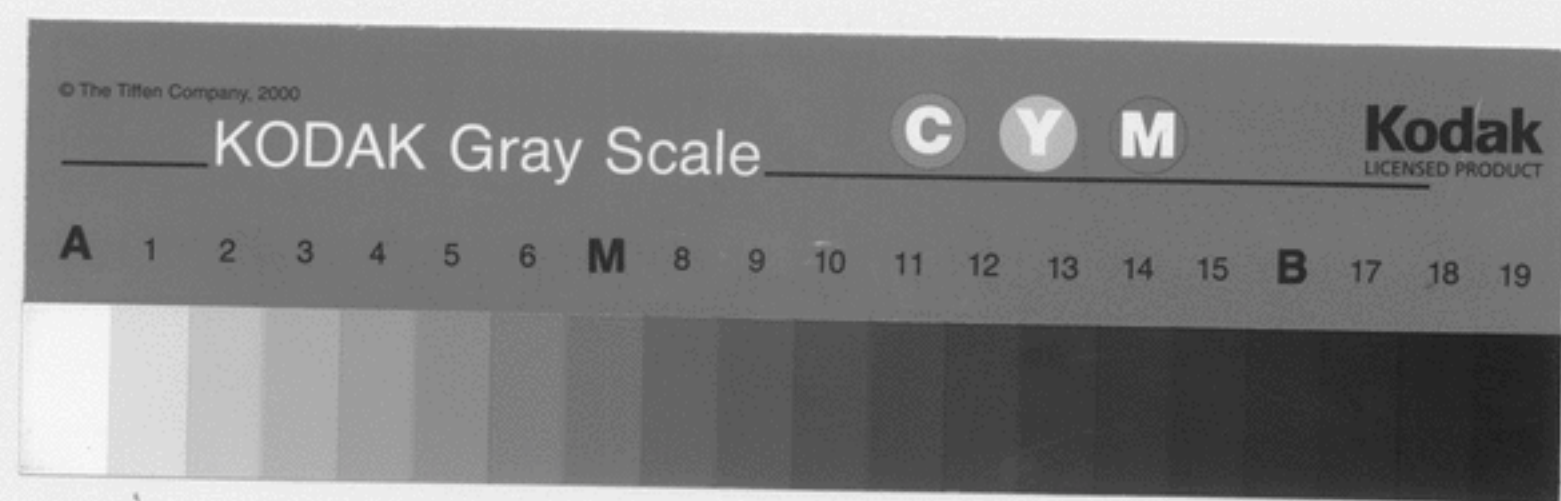 © The Tiffen Company, 2000
KODAK Gray Scale
C Y M
Kodak
LICENSED PRODUCT
A 1 2 3 4 5 6 M 8 9 10 11 12 13 14 15 B 17 18 19